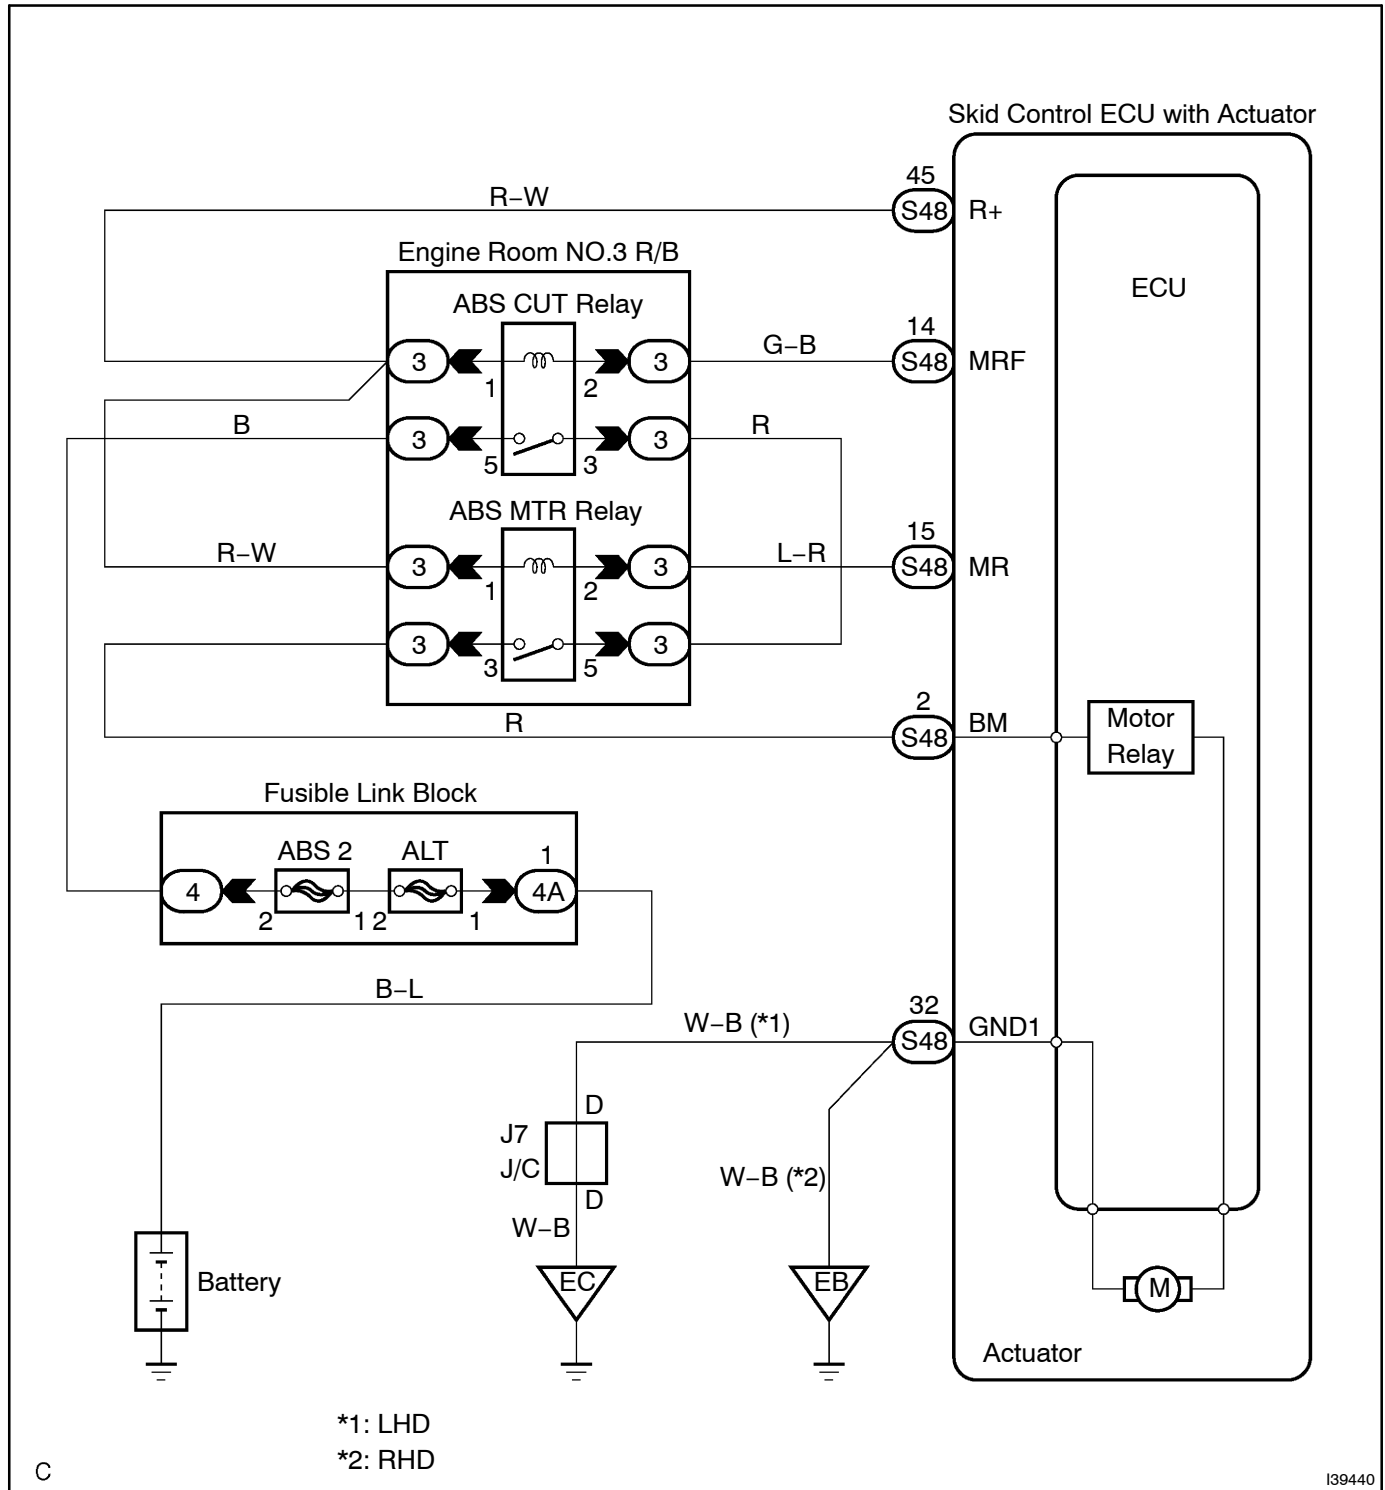 Skid Control ECU with Actuator
45
R−W
S48 R+
Engine Room NO.3 R/B
ABS CUT Relay
ECU
14
3 3 G−B S48 MRF
1 2
B 3 3 R
5 3
ABS MTR Relay
15
R−W 3 3 L−R S48 MR
1 2
3 3
3 5
2
R S48 BM
Motor
Relay
Fusible Link Block
ABS 2 ALT 1
4 4A
2 1 2 1
B−L
32
W−B (*1) S48 GND1
D
J7
J/C
D
W−B (*2)
W−B
EC EB
Battery
M
Actuator
*1: LHD
*2: RHD
C
I39440